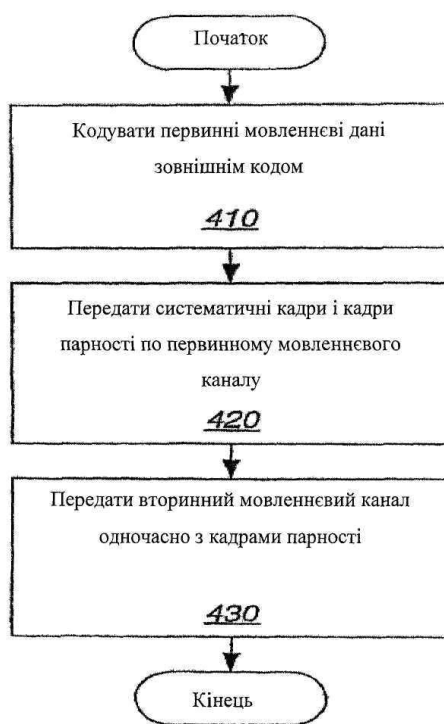 Початок
Кодувати первинні мовленнєві дані
зовнішнім кодом
410
Передати систематичні кадри і кадри
парності по первинному мовленнєвого
каналу
420
Передати вторинний мовленнєвий канал
одночасно з кадрами парності
430
Кінець